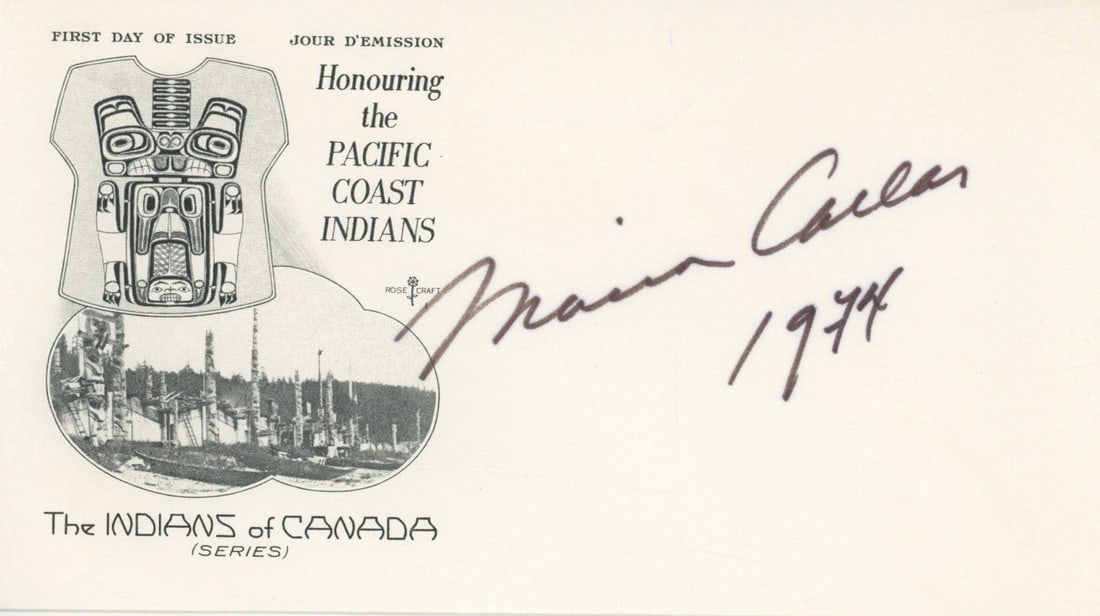 FIRST DAY OF ISSUE JOUR D'EMISSION
Honouring
the
PACIFIC
COAST
INDIANS
ROSE CRAFT
Maria Callas
1974
The INDIANS of CANADA
(SERIES)